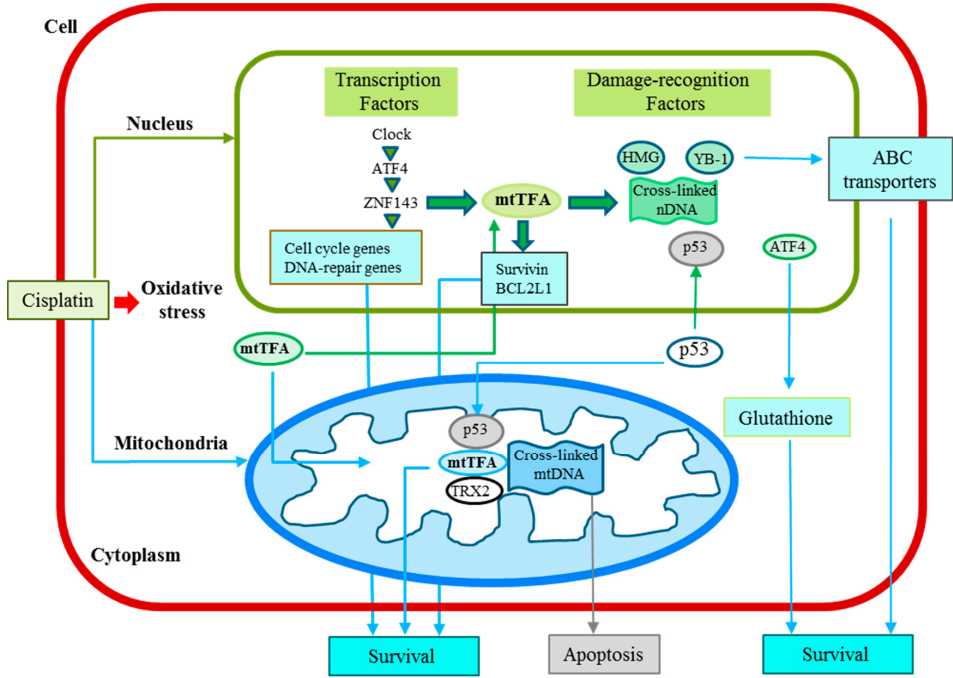 Cell
Transcription
Factors
Damage-recognition
Factors
Nucleus
Clock
ATF4
ZNF143
mtTFA
HMG
YB-1
Cross-linked
nDNA
ABC
transporters
Cell cycle genes
DNA-repair genes
Survivin
BCL2L1
p53
ATF4
Cisplatin
Oxidative
stress
mtTFA
p53
Glutathione
Mitochondria
p53
mtTFA
TRX2
Cross-linked
mtDNA
Cytoplasm
Survival
Apoptosis
Survival